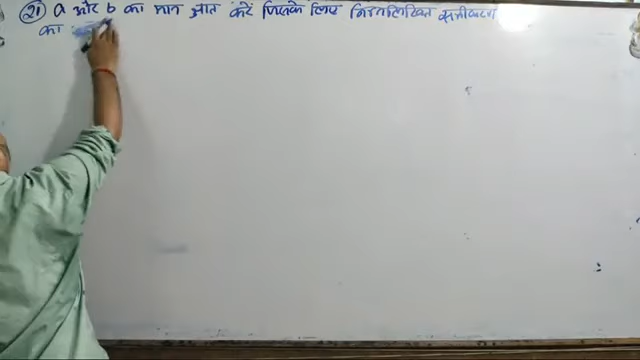 (21) a और b का मान ज्ञात करें जिसके लिए निम्नलिखित समीकरण
का